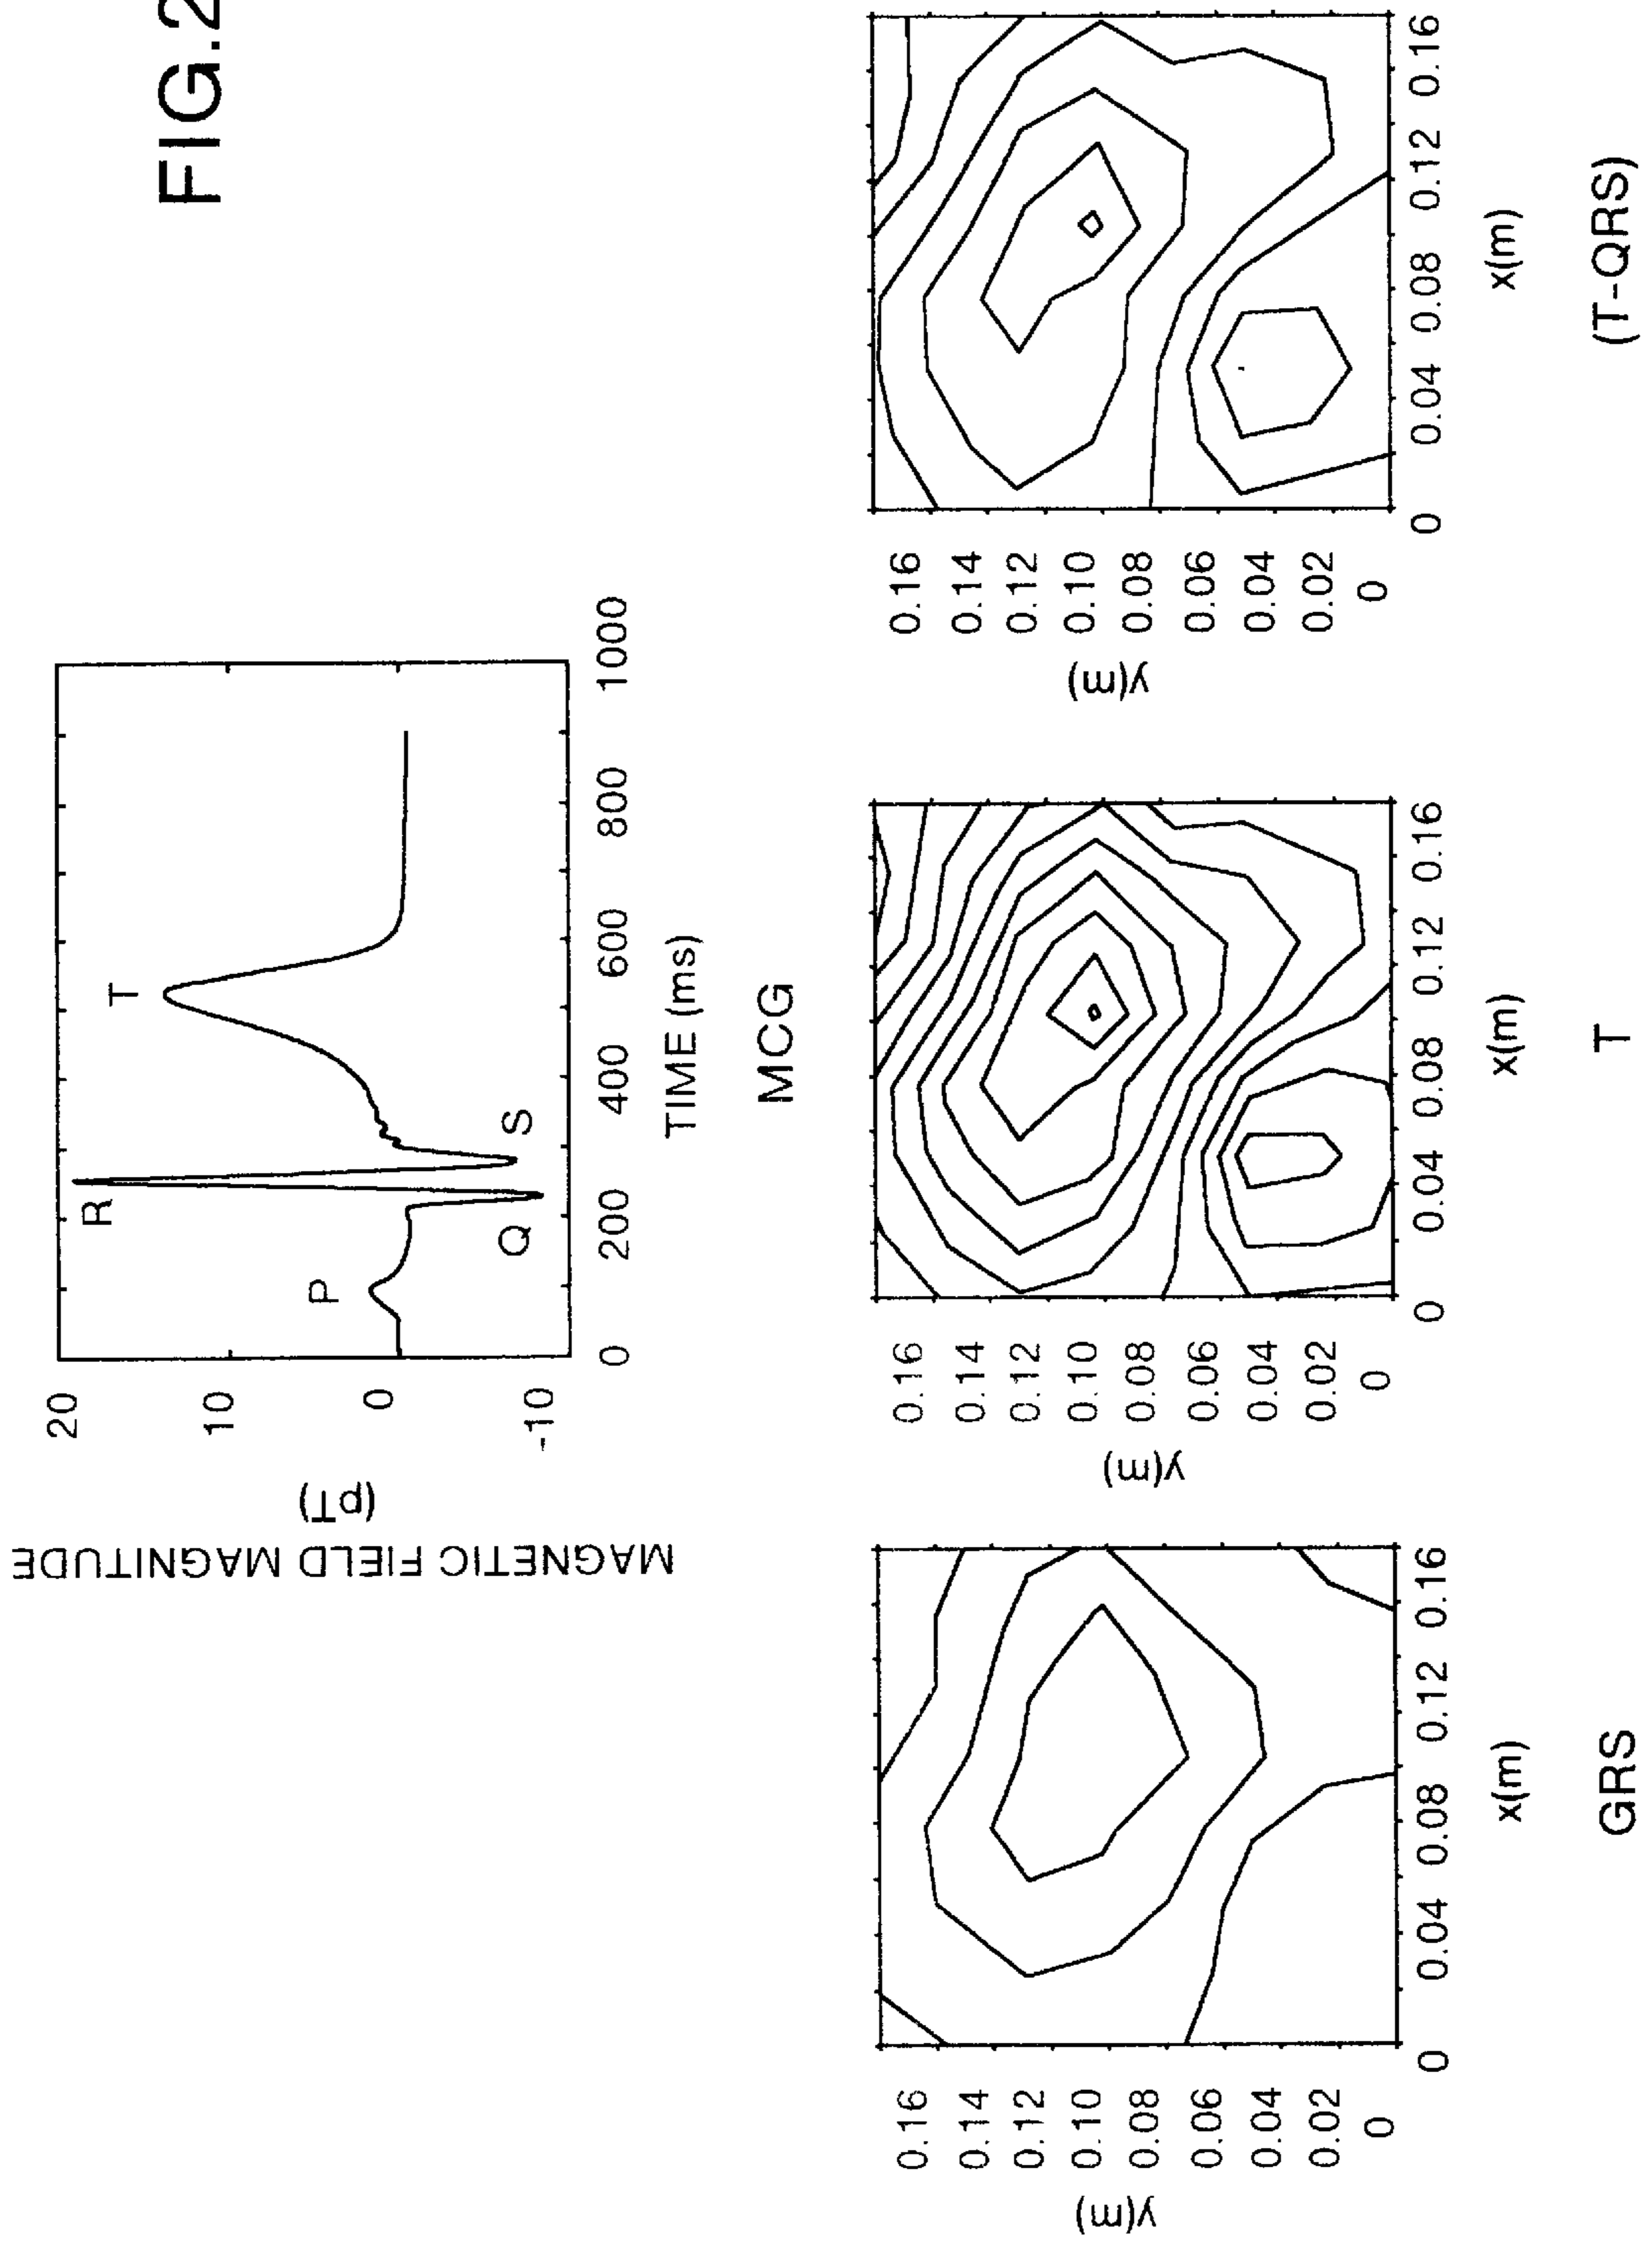 FIG.2
MAGNETIC FIELD MAGNITUDE
(pT)
20
10
0
-10
P
Q
R
S
T
0 200 400 600 800 1000
TIME (ms)
MCG
y(m)
0.16
0.14
0.12
0.10
0.08
0.06
0.04
0.02
0
0 0.04 0.08 0.12 0.16
x(m)
GRS
y(m)
0.16
0.14
0.12
0.10
0.08
0.06
0.04
0.02
0
0 0.04 0.08 0.12 0.16
x(m)
T
y(m)
0.16
0.14
0.12
0.10
0.08
0.06
0.04
0.02
0
0 0.04 0.08 0.12 0.16
x(m)
(T-QRS)